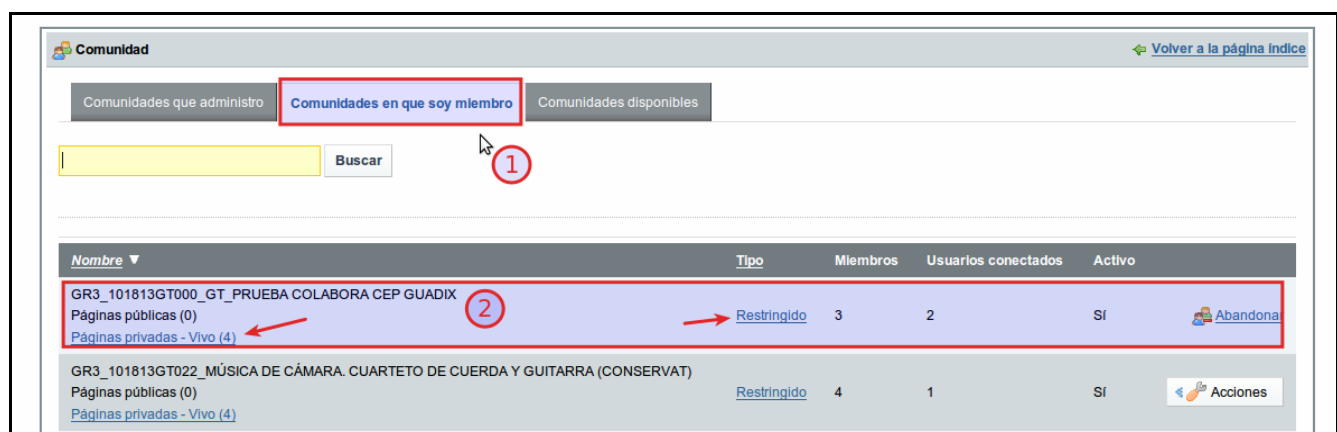 Comunidad
Volver a la página índice
Comunidades que administro
Comunidades en que soy miembro
Comunidades disponibles
Buscar
1
Nombre ▼ Tipo Miembros Usuarios conectados Activo
GR3_101813GT000_GT_PRUEBA COLABORA CEP GUADIX
2
Páginas públicas (0)
Restringido 3 2 Sí Abandonar
Páginas privadas - Vivo (4)
GR3_101813GT022_MÚSICA DE CÁMARA. CUARTETO DE CUERDA Y GUITARRA (CONSERVAT)
Páginas públicas (0)
Restringido 4 1 Sí Acciones
Páginas privadas - Vivo (4)